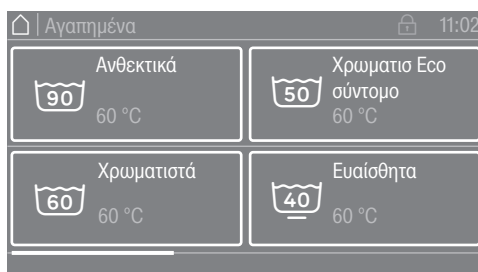 Αγαπημένα 11:02
90 Ανθεκτικά
60 °C
50 Χρωματισ Eco
σύντομο
60 °C
60 Χρωματιστά
60 °C
40 Ευαίσθητα
60 °C